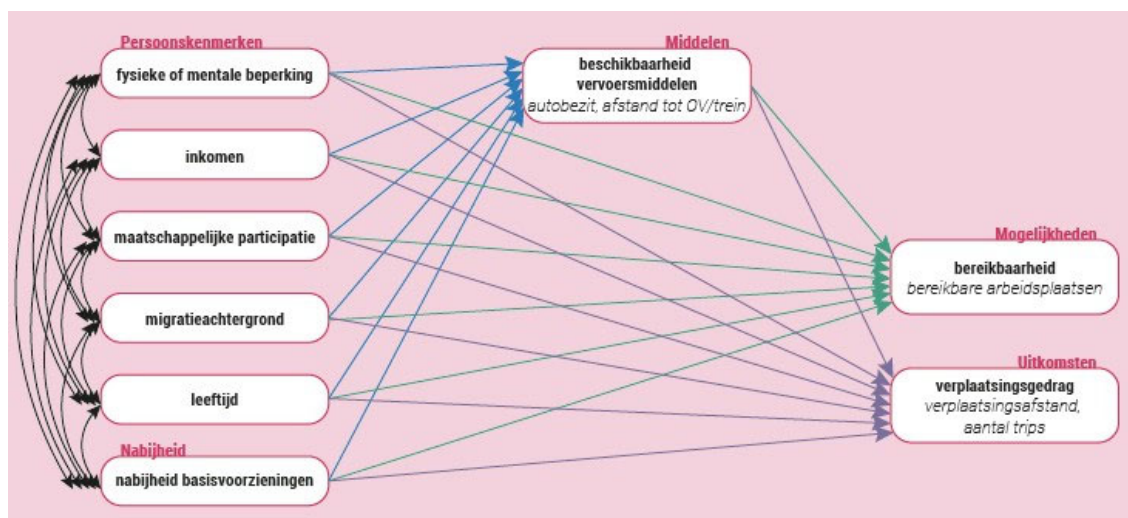 Persoonskenmerken
fysieke of mentale beperking
inkomen
maatschappelijke participatie
migratieachtergrond
leeftijd
Nabijheid
nabijheid basisvoorzieningen
Middelen
beschikbaarheid
vervoersmiddelen
autobezit, afstand tot OV/trein
Mogelijkheden
bereikbaarheid
bereikbare arbeidsplaatsen
Uitkomsten
verplaatsingsgedrag
verplaatsingsafstand,
aantal trips